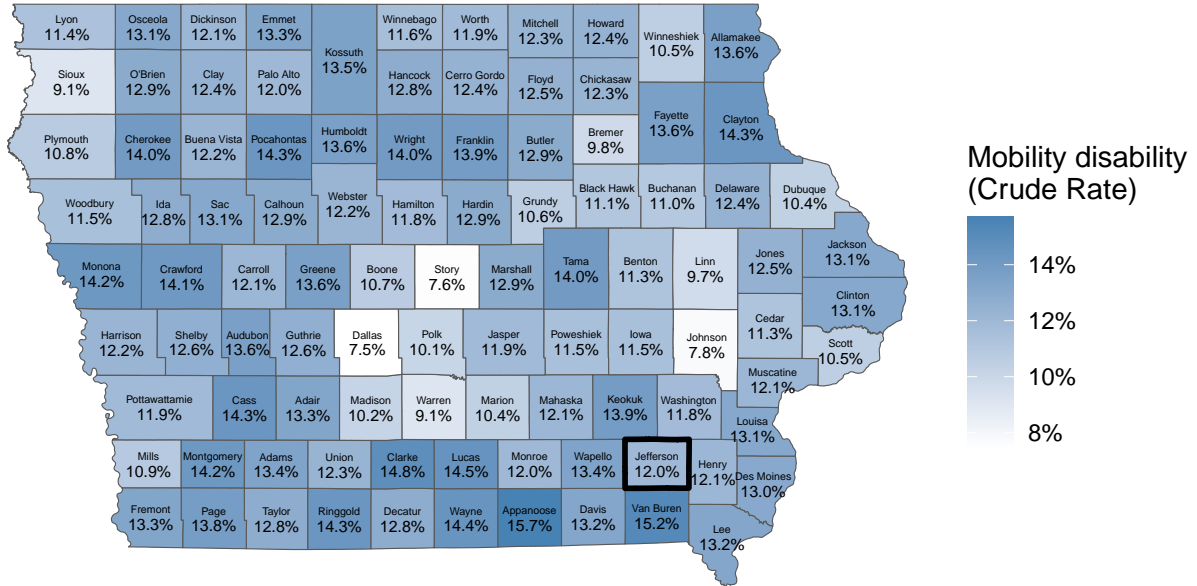 Lyon
11.4%
Osceola
13.1%
Dickinson
12.1%
Emmet
13.3%
Kossuth
13.5%
Winnebago
11.6%
Worth
11.9%
Mitchell
12.3%
Howard
12.4%
Winneshiek
10.5%
Allamakee
13.6%
Sioux
9.1%
O'Brien
12.9%
Clay
12.4%
Palo Alto
12.0%
Hancock
12.8%
Cerro Gordo
12.4%
Floyd
12.5%
Chickasaw
12.3%
Fayette
13.6%
Clayton
14.3%
Plymouth
10.8%
Cherokee
14.0%
Buena Vista
12.2%
Pocahontas
14.3%
Humboldt
13.6%
Wright
14.0%
Franklin
13.9%
Butler
12.9%
Bremer
9.8%
Woodbury
11.5%
Ida
12.8%
Sac
13.1%
Calhoun
12.9%
Webster
12.2%
Hamilton
11.8%
Hardin
12.9%
Grundy
10.6%
Black Hawk
11.1%
Buchanan
11.0%
Delaware
12.4%
Dubuque
10.4%
Monona
14.2%
Crawford
14.1%
Carroll
12.1%
Greene
13.6%
Boone
10.7%
Story
7.6%
Marshall
12.9%
Tama
14.0%
Benton
11.3%
Linn
9.7%
Jones
12.5%
Jackson
13.1%
Clinton
13.1%
Harrison
12.2%
Shelby
12.6%
Audubon
13.6%
Guthrie
12.6%
Dallas
7.5%
Polk
10.1%
Jasper
11.9%
Poweshiek
11.5%
Iowa
11.5%
Johnson
7.8%
Cedar
11.3%
Scott
10.5%
Muscatine
12.1%
Pottawattamie
11.9%
Cass
14.3%
Adair
13.3%
Madison
10.2%
Warren
9.1%
Marion
10.4%
Mahaska
12.1%
Keokuk
13.9%
Washington
11.8%
Louisa
13.1%
Mills
10.9%
Montgomery
14.2%
Adams
13.4%
Union
12.3%
Clarke
14.8%
Lucas
14.5%
Monroe
12.0%
Wapello
13.4%
Jefferson
12.0%
Henry
12.1%
Des Moines
13.0%
Fremont
13.3%
Page
13.8%
Taylor
12.8%
Ringgold
14.3%
Decatur
12.8%
Wayne
14.4%
Appanoose
15.7%
Davis
13.2%
Van Buren
15.2%
Lee
13.2%
Mobility disability
(Crude Rate)
14%
12%
10%
8%